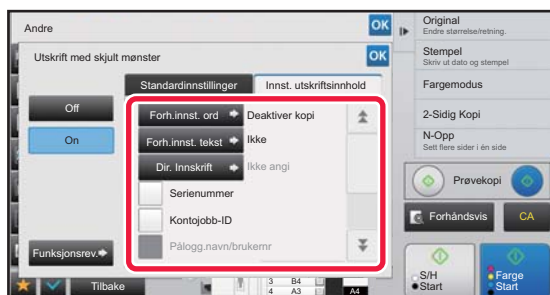 Andre
OK
Utskrift med skjult mønster
OK
Standardinnstillinger
Innst. utskriftsinnhold
Off
On
Forh.innst. ord
Deaktiver kopi
Forh.innst. tekst
Ikke
Dir. Innskrift
Ikke angi
Serienummer
Kontojobb-ID
Pålogg.navn/brukernr
Funksjonsrev.
Tilbake
3 B4
4 A3
A4
Original
Endre størrelse/retning.
Stempel
Skriv ut dato og stempel
Fargemodus
2-Sidig Kopi
N-Opp
Sett flere sider i én side
Prøvekopi
Forhåndsvis
CA
S/H
Start
Farge
Start